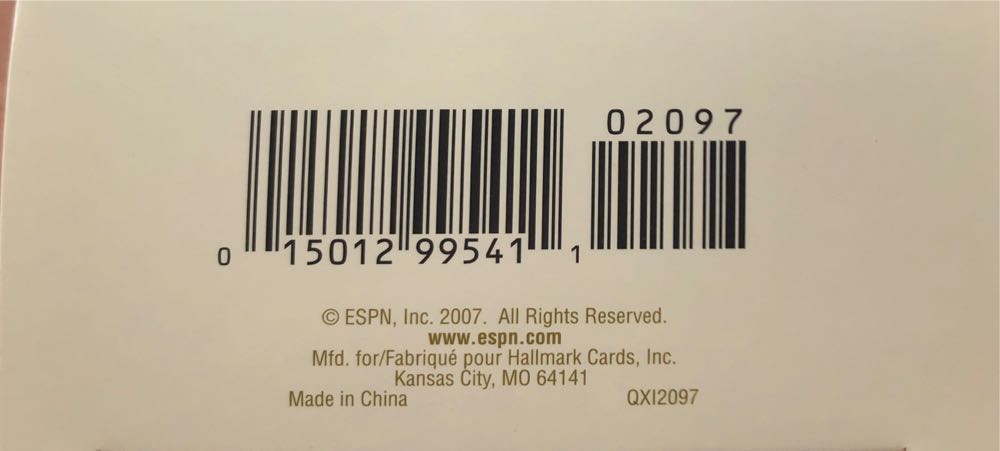 02097
0 15012 99541 1
© ESPN, Inc. 2007. All Rights Reserved.
www.espn.com
Mfd. for/Fabriqué pour Hallmark Cards, Inc.
Kansas City, MO 64141
Made in China QXI2097